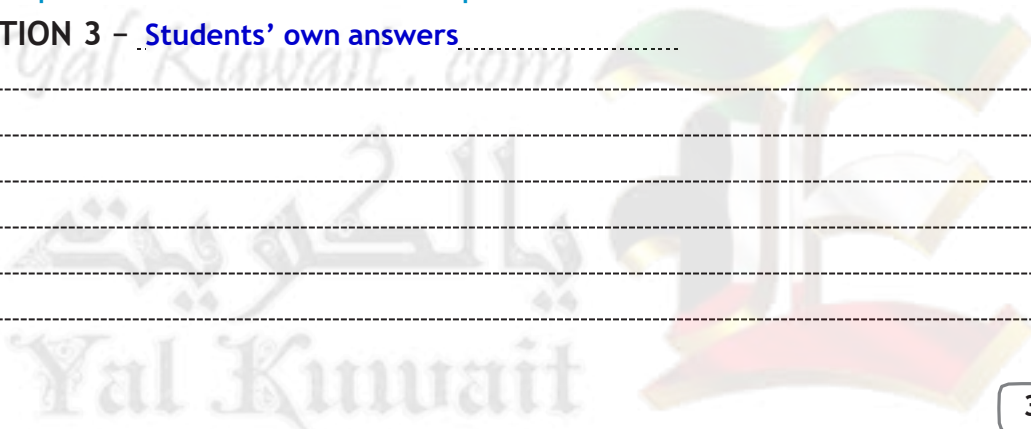 TION 3 – Students’ own answers
Yal Kuwait . com
يالكويت
Yal Kuwait
3